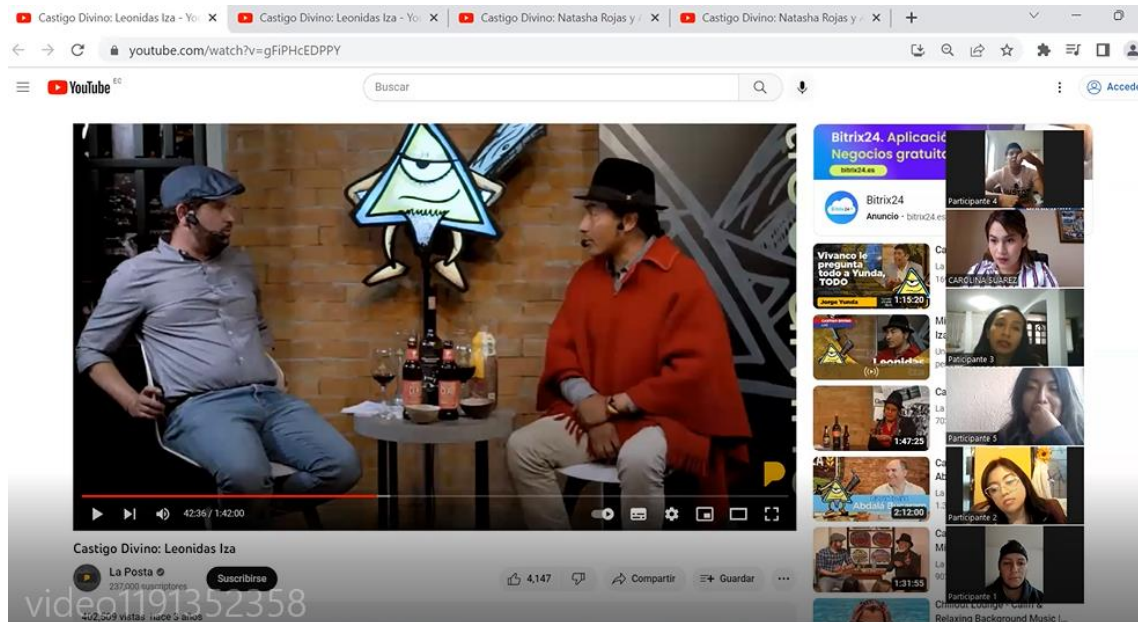 Castigo Divino: Leonidas Iza - Yo
Castigo Divino: Leonidas Iza - Yo
Castigo Divino: Natasha Rojas y
Castigo Divino: Natasha Rojas y
youtube.com/watch?v=gFiPHcEDPPY
YouTube EC
Buscar
Accede
Bitrix24. Aplicació
Negocios gratuito
bitrix24.es
Bitrix24
Anuncio · bitrix24.es
Vivanco le
pregunta
todo a Yunda,
TODO
Jorge Yunda
1:15:20
Leonidas
1:47:25
2:12:00
1:31:55
Participante 4
CAROLINA SUAREZ
Paticipante 3
Participante 5
Participante 2
Participante 1
42:36 / 1:42:00
Castigo Divino: Leonidas Iza
La Posta
237,000 suscriptores
Suscribirse
4,147
Compartir
Guardar
402,509 vistas hace 3 años
video1191352358
Chillout Lounge - Calm &
Relaxing Background Music |...